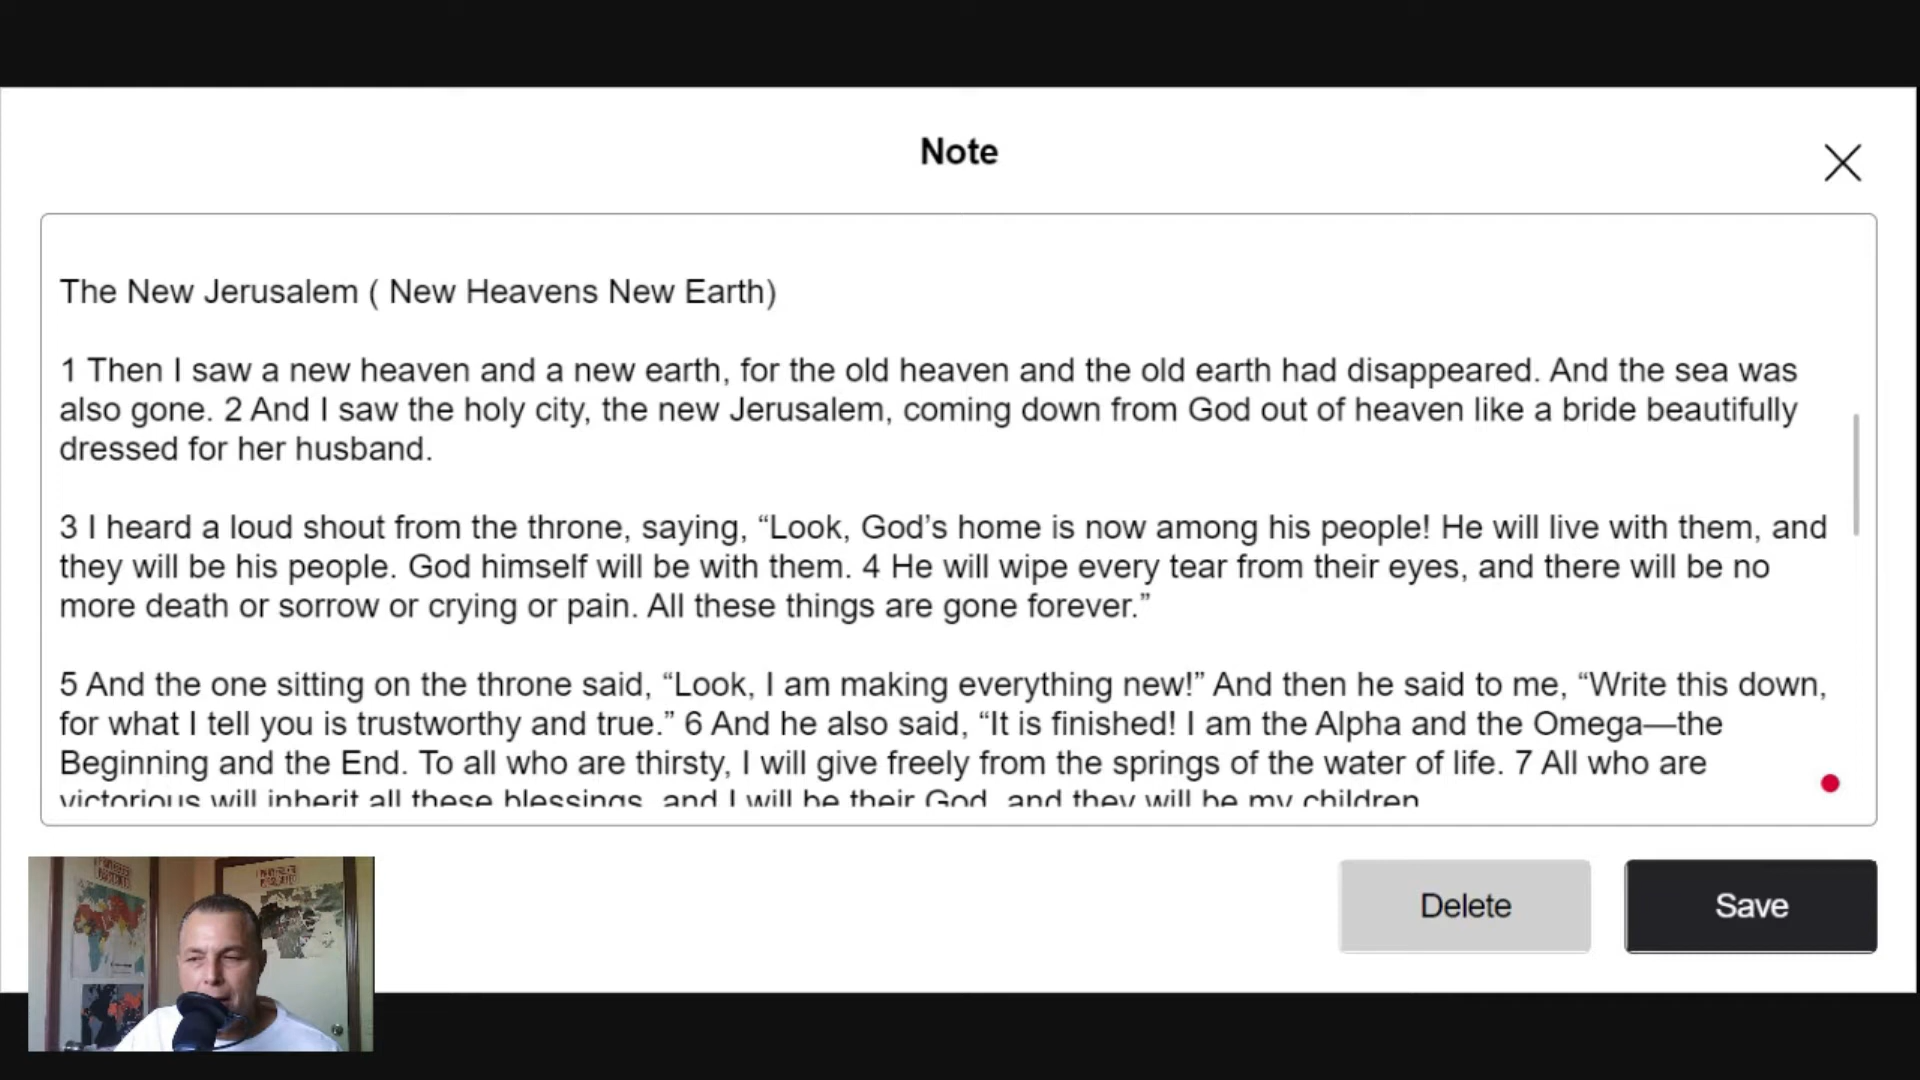 Note
The New Jerusalem ( New Heavens New Earth)
1 Then I saw a new heaven and a new earth, for the old heaven and the old earth had disappeared. And the sea was
also gone. 2 And I saw the holy city, the new Jerusalem, coming down from God out of heaven like a bride beautifully
dressed for her husband.
3 I heard a loud shout from the throne, saying, “Look, God’s home is now among his people! He will live with them, and
they will be his people. God himself will be with them. 4 He will wipe every tear from their eyes, and there will be no
more death or sorrow or crying or pain. All these things are gone forever.”
5 And the one sitting on the throne said, “Look, I am making everything new!” And then he said to me, “Write this down,
for what I tell you is trustworthy and true.” 6 And he also said, “It is finished! I am the Alpha and the Omega—the
Beginning and the End. To all who are thirsty, I will give freely from the springs of the water of life. 7 All who are
victorious will inherit all these blessings, and I will be their God, and they will be my children.
Delete
Save